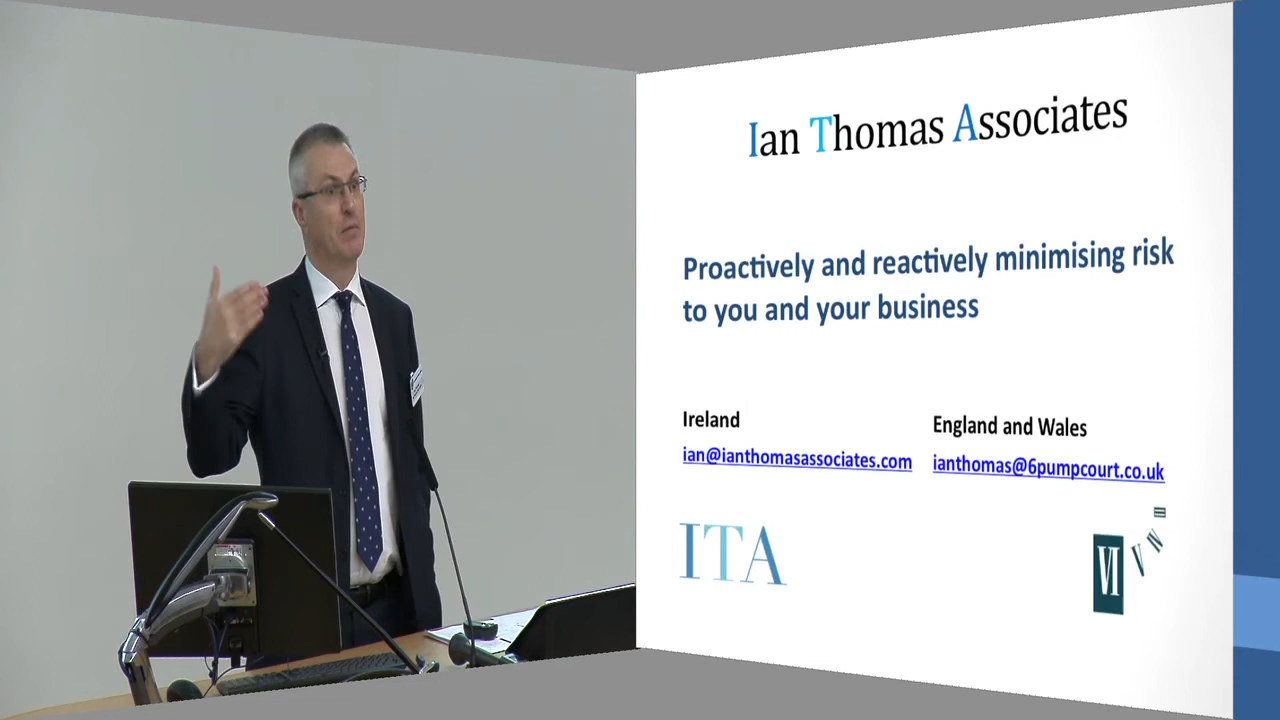 Ian Thomas Associates
Proactively and reactively minimising risk
to you and your business
Ireland
England and Wales
ian@ianthomasassociates.com
ianthomas@6pumpcourt.co.uk
ITA
VI